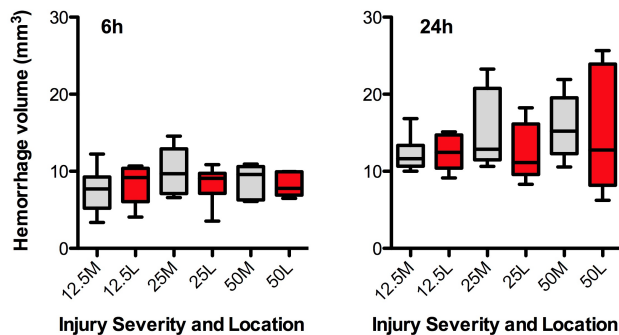 6h
Hemorrhage volume (mm³)
30
20
10
0
12.5M 12.5L 25M 25L 50M 50L
Injury Severity and Location
24h
30
20
10
0
12.5M 12.5L 25M 25L 50M 50L
Injury Severity and Location